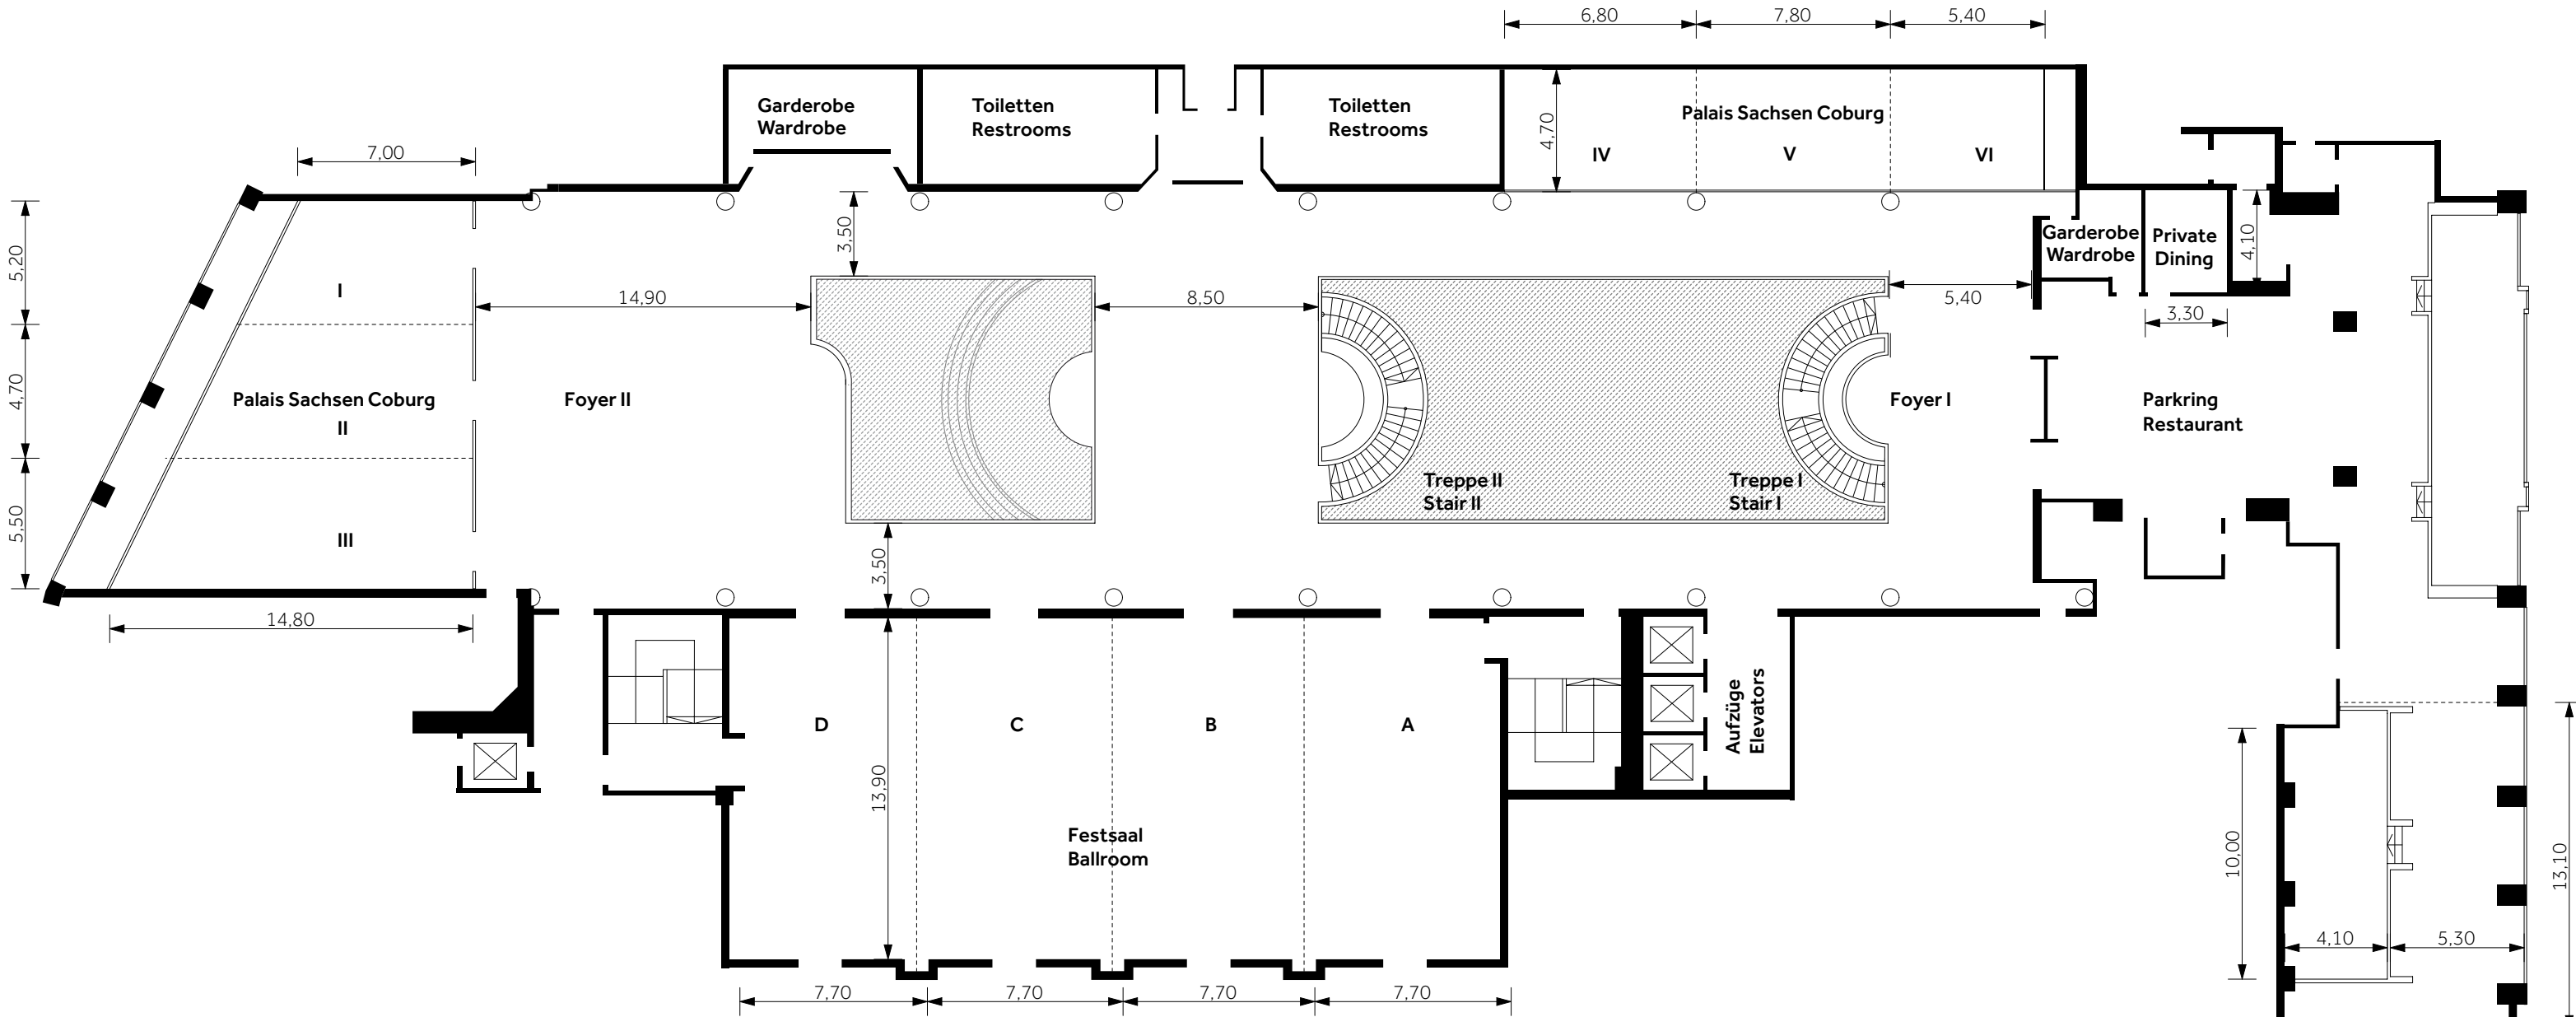 6,80
7,80
5,40
Garderobe
Wardrobe
Toiletten
Restrooms
Toiletten
Restrooms
4,70
Palais Sachsen Coburg
IV
V
VI
7,00
3,50
5,20
4,70
5,50
I
Palais Sachsen Coburg
II
III
14,80
14,90
Foyer II
8,50
3,50
Treppe II
Stair II
Treppe I
Stair I
5,40
Foyer I
Garderobe
Wardrobe
Private
Dining
4,10
3,30
Parkring
Restaurant
D
C
B
A
13,90
Festsaal
Ballroom
Aufzüge
Elevators
7,70
7,70
7,70
7,70
10,00
4,10
5,30
13,10